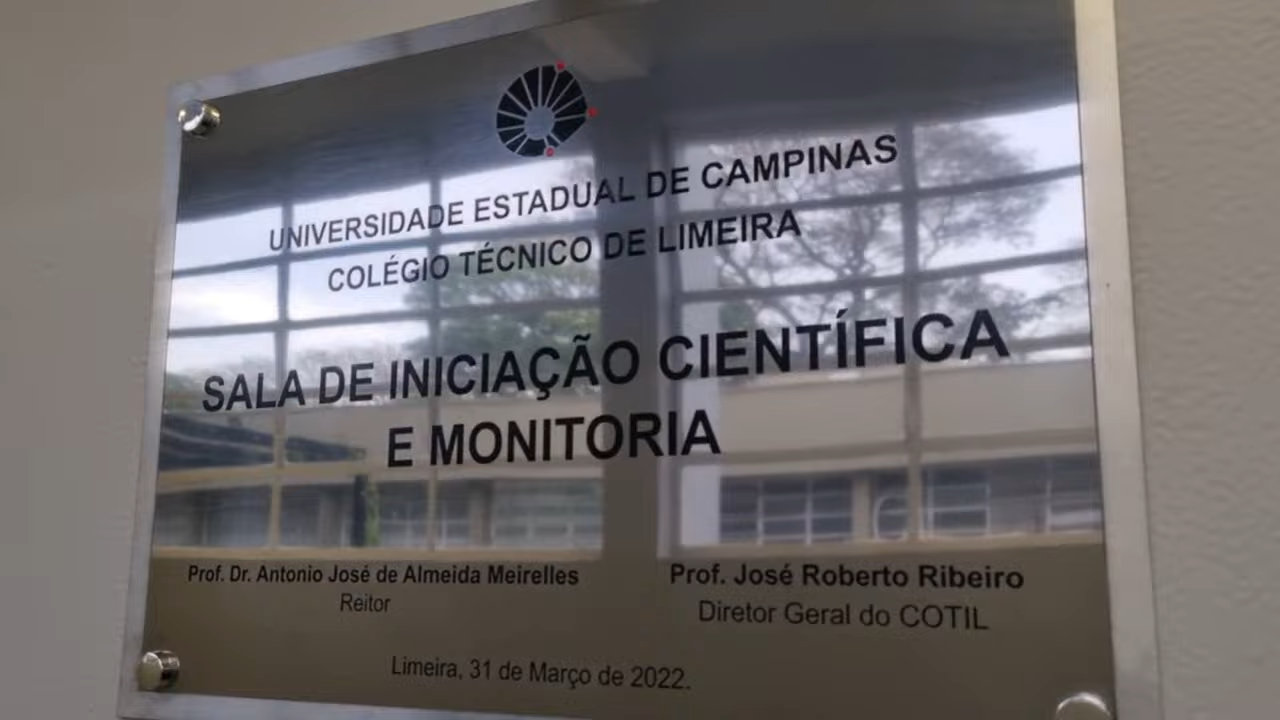 UNIVERSIDADE ESTADUAL DE CAMPINAS
COLÉGIO TÉCNICO DE LIMEIRA
SALA DE INICIAÇÃO CIENTÍFICA
E MONITORIA
Prof. Dr. Antonio José de Almeida Meirelles
Reitor
Prof. José Roberto Ribeiro
Diretor Geral do COTIL
Limeira, 31 de Março de 2022.